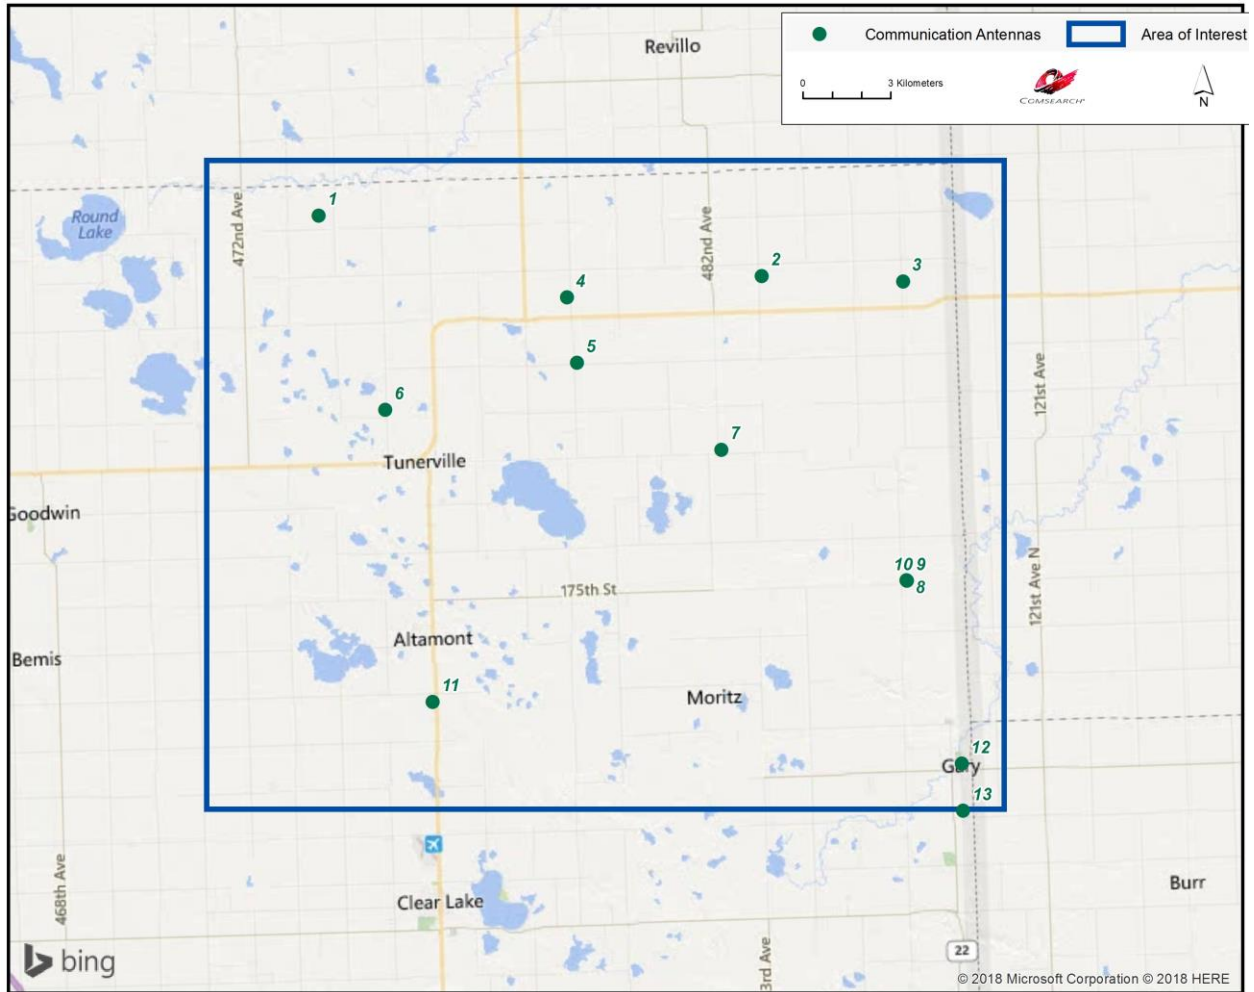 Revillo
Communication Antennas
Area of Interest
0
3 Kilometers
COMSEARCH
N
1
Round
Lake
472nd Ave
482nd Ave
2
3
4
5
121st Ave
6
7
Tunerville
Goodwin
10 9
8
175th St
121st Ave N
Altamont
Bemis
11
Moritz
12
Gary
13
468th Ave
Clear Lake
Burr
3rd Ave
22
bing
© 2018 Microsoft Corporation © 2018 HERE